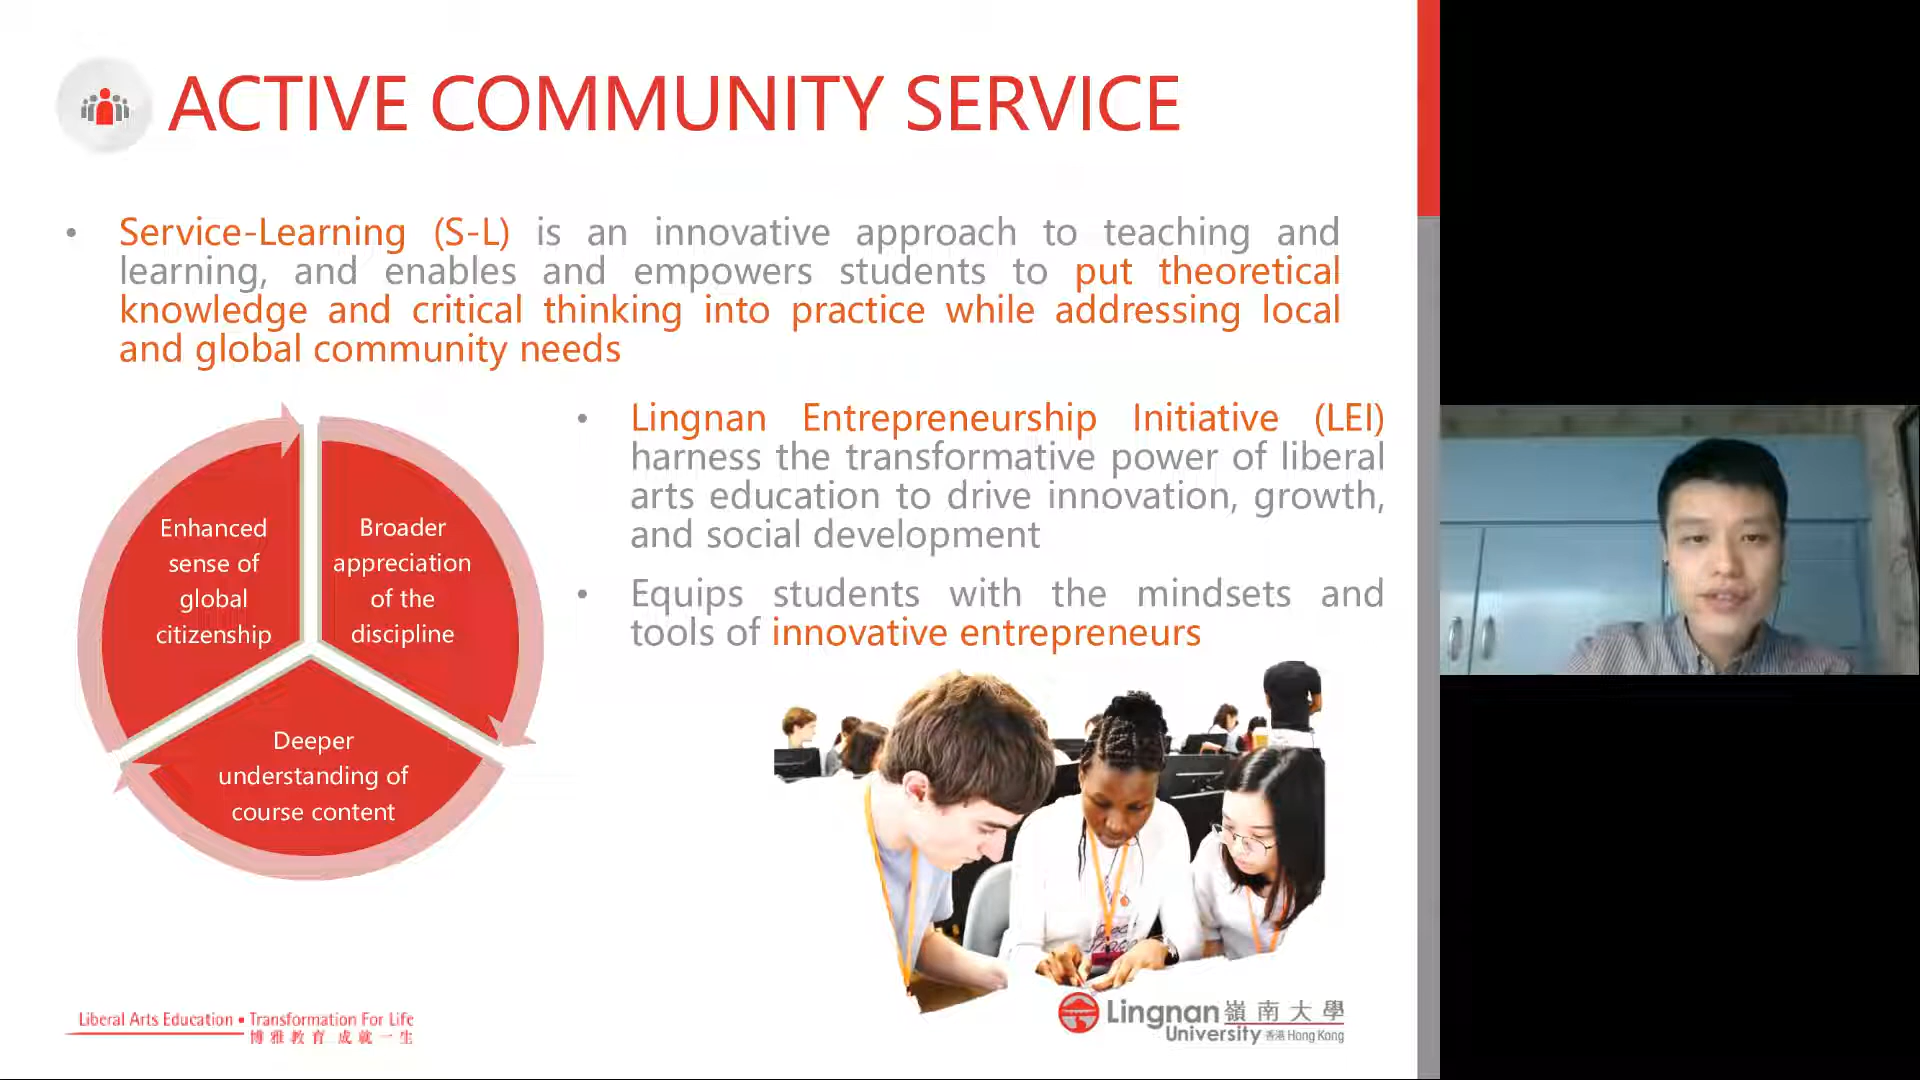 ACTIVE COMMUNITY SERVICE
• Service-Learning (S-L) is an innovative approach to teaching and
learning, and enables and empowers students to put theoretical
knowledge and critical thinking into practice while addressing local
and global community needs
• Lingnan Entrepreneurship Initiative (LEI)
harness the transformative power of liberal
arts education to drive innovation, growth,
and social development
• Equips students with the mindsets and
tools of innovative entrepreneurs
Enhanced
sense of
global
citizenship
Broader
appreciation
of the
discipline
Deeper
understanding of
course content
Liberal Arts Education • Transformation For Life
博雅教育 成就一生
Lingnan 嶺南大學
University 香港 Hong Kong